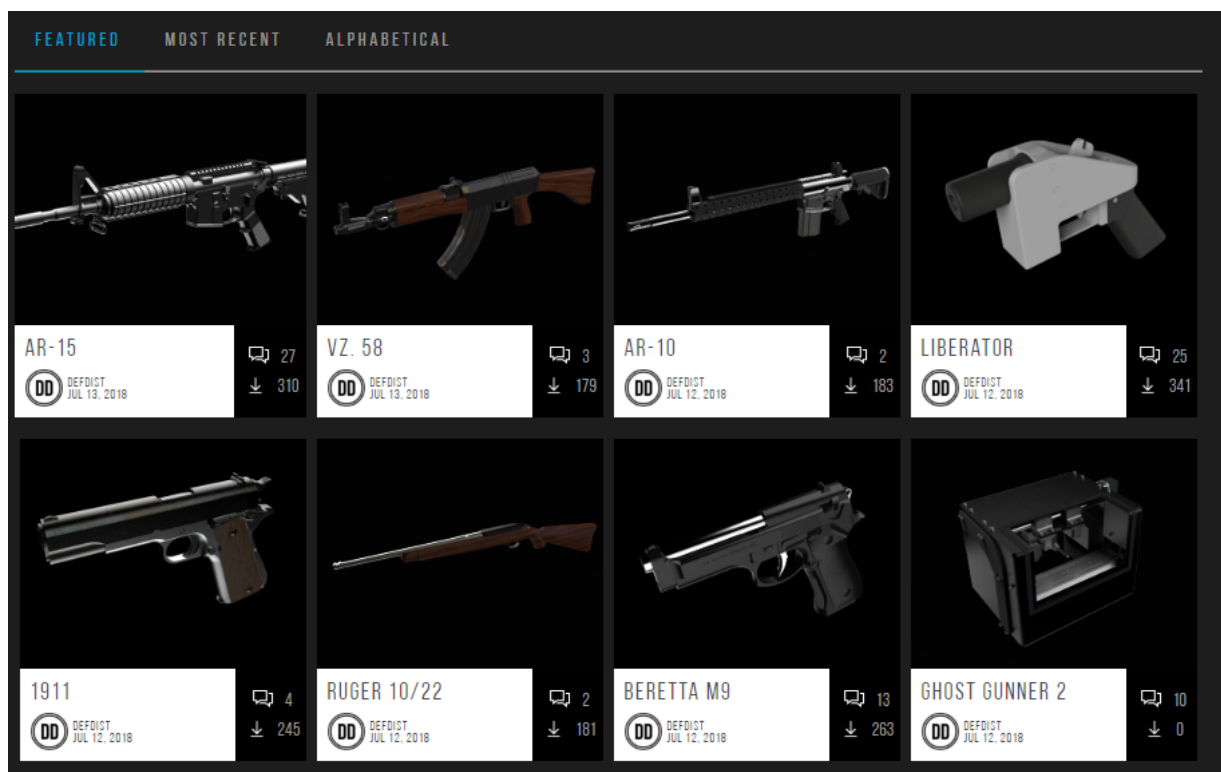 FEATURED MOST RECENT ALPHABETICAL
AR-15
27
DD DEFDIST
JUL 13, 2018
310
VZ. 58
3
DD DEFDIST
JUL 13, 2018
179
AR-10
2
DD DEFDIST
JUL 12, 2018
183
LIBERATOR
25
DD DEFDIST
JUL 12, 2018
341
1911
4
DD DEFDIST
JUL 12, 2018
245
RUGER 10/22
2
DD DEFDIST
JUL 12, 2018
181
BERETTA M9
13
DD DEFDIST
JUL 12, 2018
263
GHOST GUNNER 2
10
DD DEFDIST
JUL 12, 2018
0